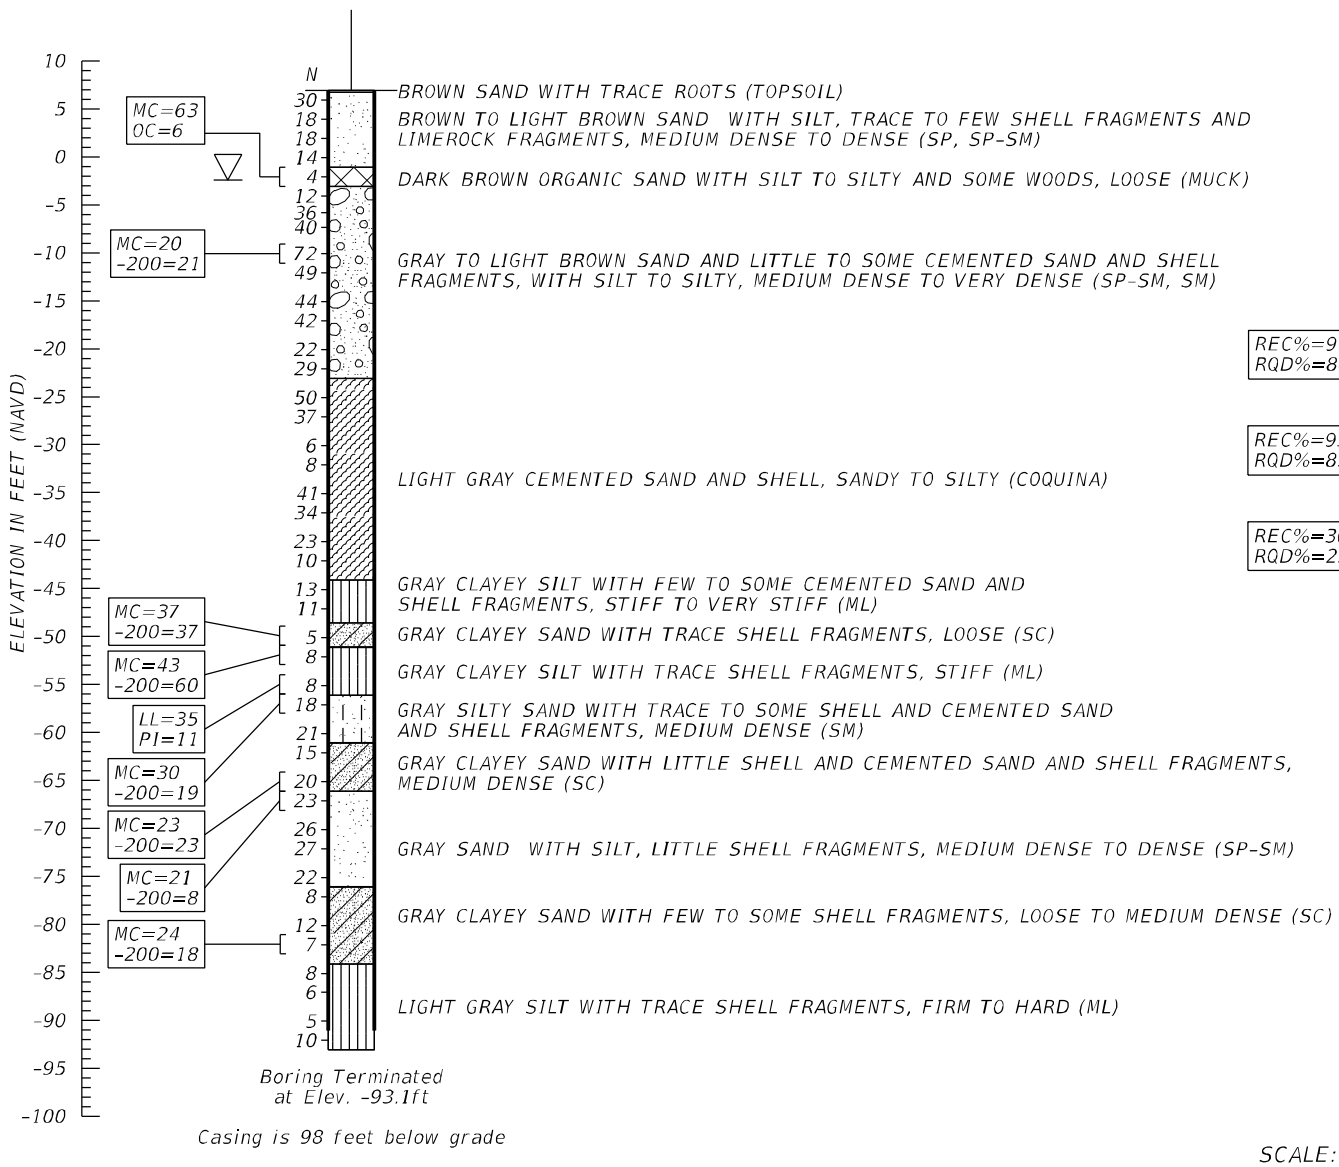 10
5
0
-5
-10
-15
-20
-25
-30
-35
-40
-45
-50
-55
-60
-65
-70
-75
-80
-85
-90
-95
-100
ELEVATION IN FEET (NAVD)
MC=63
OC=6
MC=20
-200=21
MC=37
-200=37
MC=43
-200=60
LL=35
PI=11
MC=30
-200=19
MC=23
-200=23
MC=21
-200=8
MC=24
-200=18
N
30
18
18
14
4
12
36
40
72
49
44
42
22
29
50
37
6
8
41
34
23
10
13
11
5
8
8
18
21
15
20
23
26
27
22
8
12
7
8
6
5
10
BROWN SAND WITH TRACE ROOTS (TOPSOIL)
BROWN TO LIGHT BROWN SAND WITH SILT, TRACE TO FEW SHELL FRAGMENTS AND
LIMEROCK FRAGMENTS, MEDIUM DENSE TO DENSE (SP, SP-SM)
DARK BROWN ORGANIC SAND WITH SILT TO SILTY AND SOME WOODS, LOOSE (MUCK)
GRAY TO LIGHT BROWN SAND AND LITTLE TO SOME CEMENTED SAND AND SHELL
FRAGMENTS, WITH SILT TO SILTY, MEDIUM DENSE TO VERY DENSE (SP-SM, SM)
LIGHT GRAY CEMENTED SAND AND SHELL, SANDY TO SILTY (COQUINA)
GRAY CLAYEY SILT WITH FEW TO SOME CEMENTED SAND AND
SHELL FRAGMENTS, STIFF TO VERY STIFF (ML)
GRAY CLAYEY SAND WITH TRACE SHELL FRAGMENTS, LOOSE (SC)
GRAY CLAYEY SILT WITH TRACE SHELL FRAGMENTS, STIFF (ML)
GRAY SILTY SAND WITH TRACE TO SOME SHELL AND CEMENTED SAND
AND SHELL FRAGMENTS, MEDIUM DENSE (SM)
GRAY CLAYEY SAND WITH LITTLE SHELL AND CEMENTED SAND AND SHELL FRAGMENTS,
MEDIUM DENSE (SC)
GRAY SAND WITH SILT, LITTLE SHELL FRAGMENTS, MEDIUM DENSE TO DENSE (SP-SM)
GRAY CLAYEY SAND WITH FEW TO SOME SHELL FRAGMENTS, LOOSE TO MEDIUM DENSE (SC)
LIGHT GRAY SILT WITH TRACE SHELL FRAGMENTS, FIRM TO HARD (ML)
REC%=9
RQD%=8
REC%=9
RQD%=8
REC%=30
RQD%=2
Boring Terminated
at Elev. -93.1ft
Casing is 98 feet below grade
SCALE: